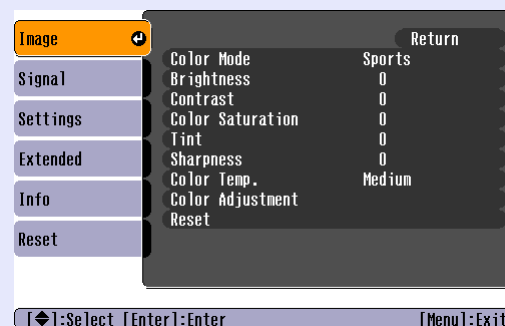 Image
Signal
Settings
Extended
Info
Reset
Return
Color Mode Sports
Brightness 0
Contrast 0
Color Saturation 0
Tint 0
Sharpness 0
Color Temp. Medium
Color Adjustment
Reset
[◆]:Select [Enter]:Enter [Menu]:Exit